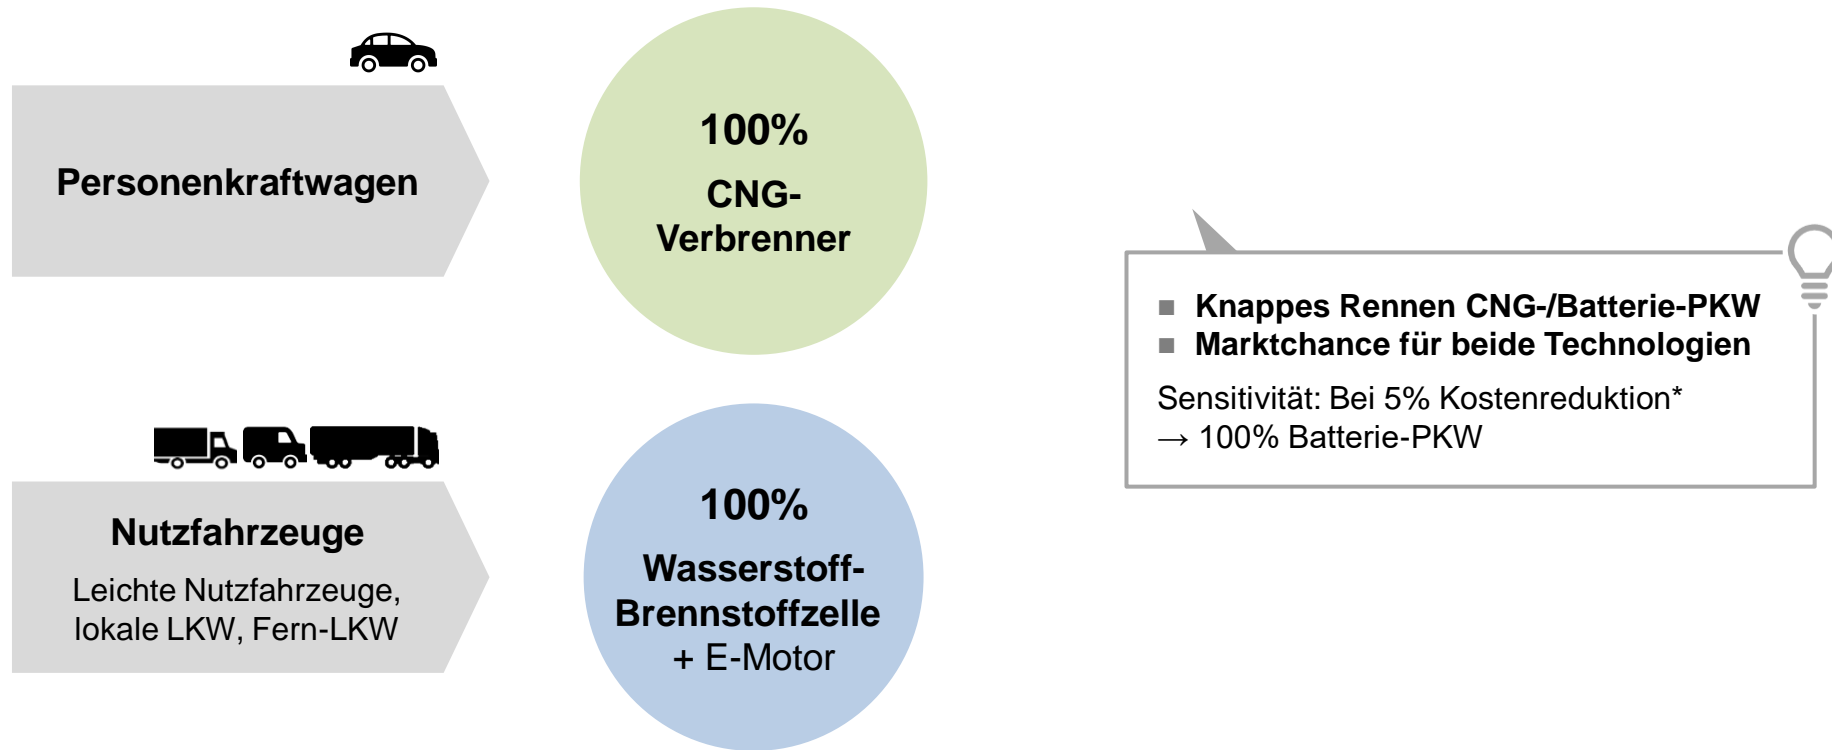 Personenkraftwagen
100%
CNG-
Verbrenner
■ Knappes Rennen CNG-/Batterie-PKW
■ Marktchance für beide Technologien
Sensitivität: Bei 5% Kostenreduktion*
→ 100% Batterie-PKW
Nutzfahrzeuge
Leichte Nutzfahrzeuge,
lokale LKW, Fern-LKW
100%
Wasserstoff-
Brennstoffzelle
+ E-Motor